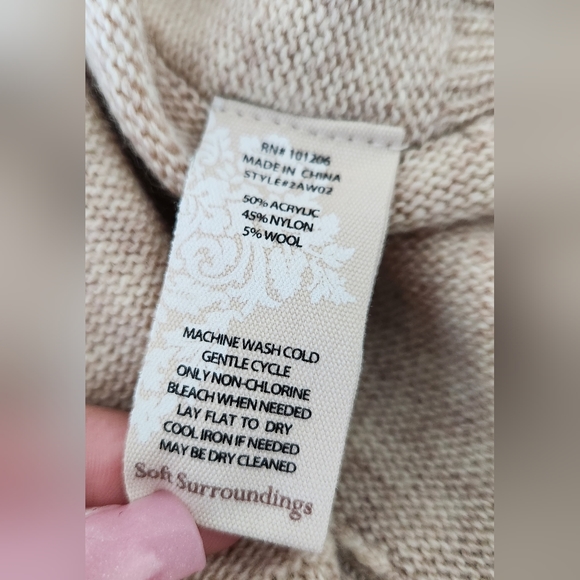 RN# 101206
MADE IN CHINA
STYLE#2AW02
50% ACRYLIC
45% NYLON
5% WOOL
MACHINE WASH COLD
GENTLE CYCLE
ONLY NON-CHLORINE
BLEACH WHEN NEEDED
LAY FLAT TO DRY
COOL IRON IF NEEDED
MAY BE DRY CLEANED
Soft Surroundings